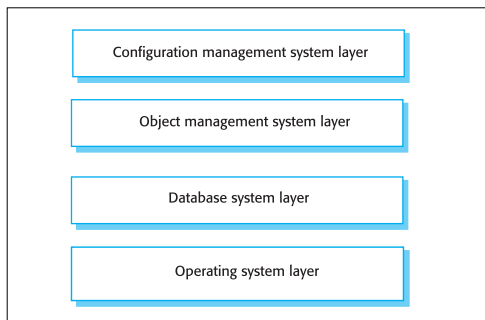 Configuration management system layer
Object management system layer
Database system layer
Operating system layer